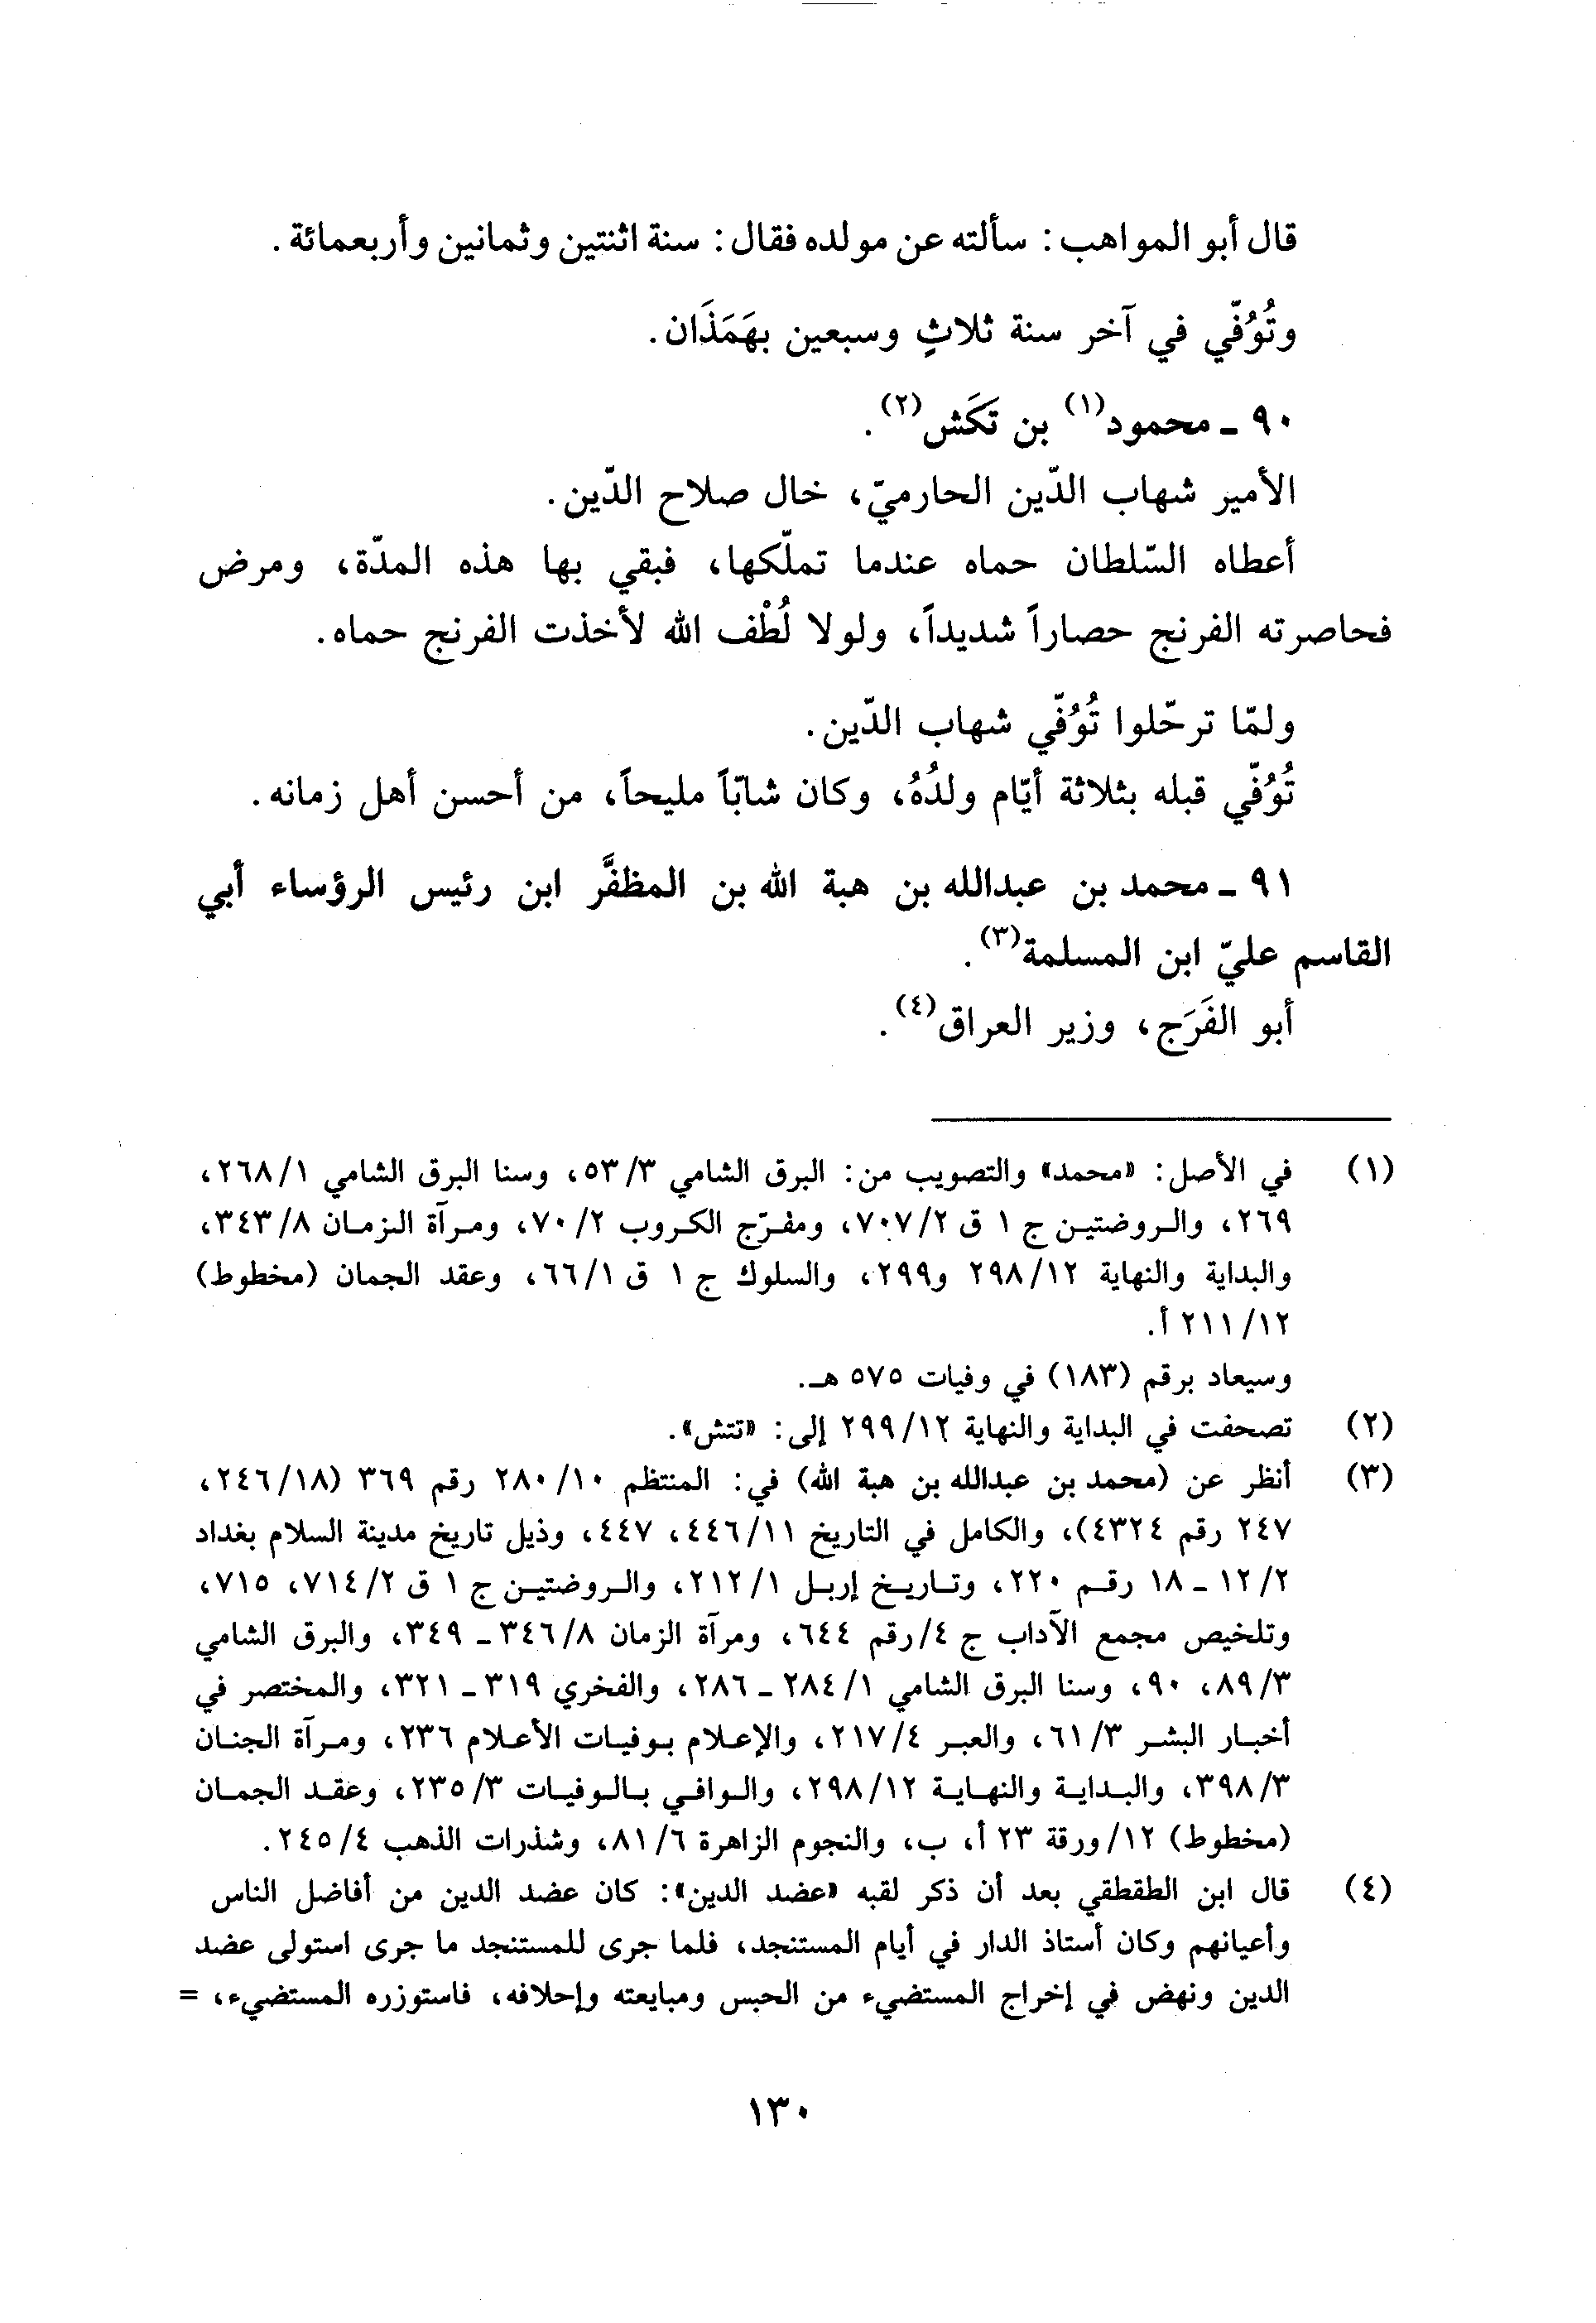 قال أبو المواهب: سألته عن مولده فقال: سنة اثنتين وثمانين وأربعمائة.
وتُوُفّي في آخر سنة ثلاثٍ وسبعين بهَمَذَان.
٩٠ ـ محمود(١) بن تكَش(٢).
الأمير شهاب الدّين الحارميّ، خال صلاح الدّين.
أعطاه السّلطان حماه عندما تملّكها، فبقي بها هذه المدّة، ومرض
فحاصرته الفرنج حصاراً شديداً، ولولا لُطْف الله لأخذت الفرنج حماه.
ولمّا ترحّلوا تُوُفّي شهاب الدّين.
تُوُفّي قبله بثلاثة أيّام ولدُهُ، وكان شابّاً مليحاً، من أحسن أهل زمانه.
٩١ ـ محمد بن عبدالله بن هبة الله بن المظفَّر ابن رئيس الرؤساء أبي
القاسم عليّ ابن المسلمة(٣).
أبو الفَرَج، وزير العراق(٤).
(١) في الأصل: «محمد» والتصويب من: البرق الشامي ٥٣/٣، وسنا البرق الشامي ٢٦٨/١،
٢٦٩، والروضتين ج ١ ق ٧٠٧/٢، ومفرّج الكروب ٧٠/٢، ومرآة الزمان ٣٤٣/٨،
والبداية والنهاية ٢٩٨/١٢ و٢٩٩، والسلوك ج ١ ق ٦٦/١، وعقد الجمان (مخطوط)
٢١١/١٢ أ.
وسيعاد برقم (١٨٣) في وفيات ٥٧٥ هـ.
(٢) تصحفت في البداية والنهاية ٢٩٩/١٢ إلى: «تتش».
(٣) أنظر عن (محمد بن عبدالله بن هبة الله) في: المنتظم ٢٨٠/١٠ رقم ٣٦٩ (٢٤٦/١٨،
٢٤٧ رقم ٤٣٢٤)، والكامل في التاريخ ٤٤٦/١١، ٤٤٧، وذيل تاريخ مدينة السلام بغداد
١٢/٢ ـ ١٨ رقم ٢٢٠، وتاريخ إربل ٢١٢/١، والروضتين ج ١ ق ٧١٤/٢، ٧١٥،
وتلخيص مجمع الآداب ج ٤/رقم ٦٤٤، ومرآة الزمان ٣٤٦/٨ ـ ٣٤٩، والبرق الشامي
٨٩/٣، ٩٠، وسنا البرق الشامي ٢٨٤/١ ـ ٢٨٦، والفخري ٣١٩ ـ ٣٢١، والمختصر في
أخبار البشر ٦١/٣، والعبر ٢١٧/٤، والإعلام بوفيات الأعلام ٢٣٦، ومرآة الجنان
٣٩٨/٣، والبداية والنهاية ٢٩٨/١٢، والوافي بالوفيات ٢٣٥/٣، وعقد الجمان
(مخطوط) ١٢/ورقة ٢٣ أ، ب، والنجوم الزاهرة ٨١/٦، وشذرات الذهب ٢٤٥/٤.
(٤) قال ابن الطقطقي بعد أن ذكر لقبه «عضد الدين»: كان عضد الدين من أفاضل الناس
وأعيانهم وكان أستاذ الدار في أيام المستنجد، فلما جرى للمستنجد ما جرى استولى عضد
الدين ونهض في إخراج المستضيء من الحبس ومبايعته وإحلافه، فاستوزره المستضيء، =
١٣٠